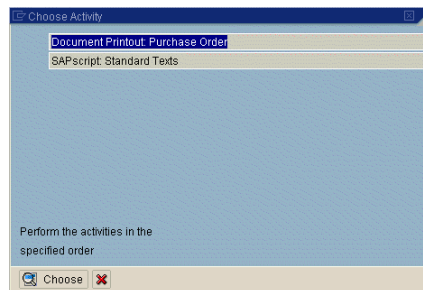 Choose Activity
Document Printout: Purchase Order
SAPscript: Standard Texts
Perform the activities in the
specified order
Choose